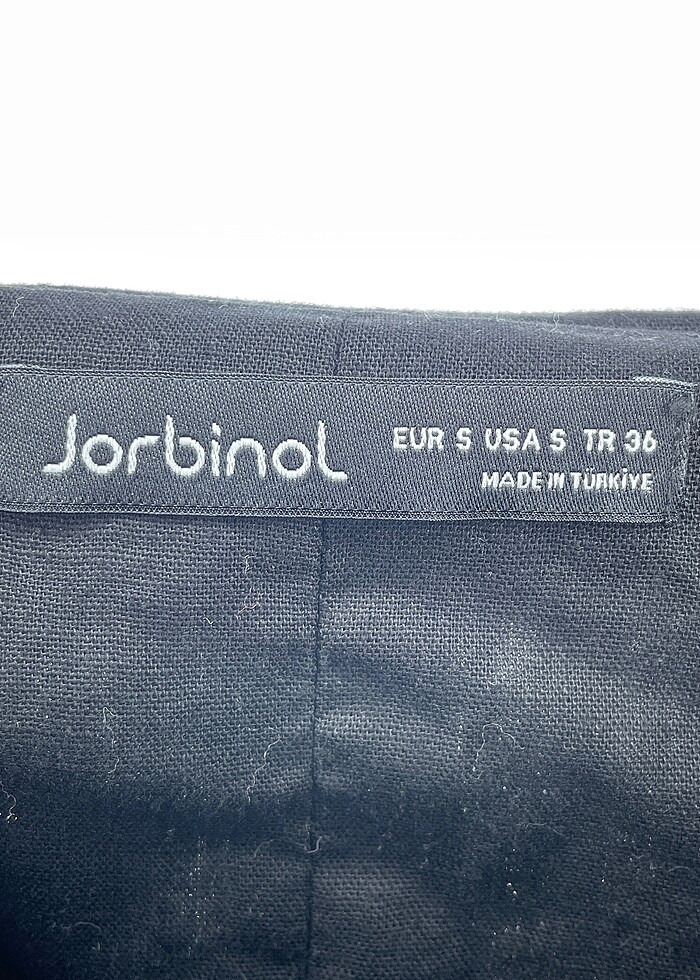 Jorbinol
EUR S USA S TR 36
MADE IN TÜRKİYE